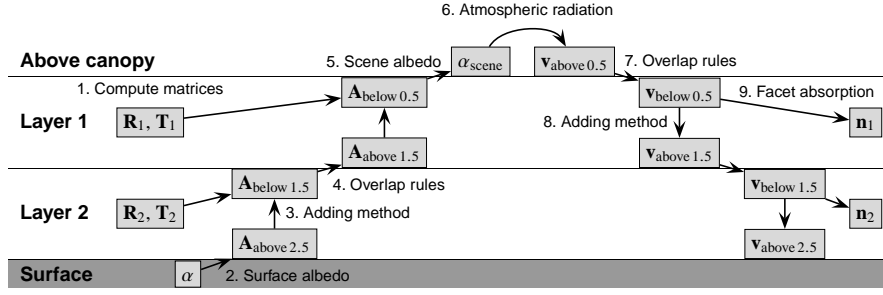 6. Atmospheric radiation
Above canopy
5. Scene albedo
α_scene
v_above 0.5
7. Overlap rules
1. Compute matrices
A_below 0.5
v_below 0.5
9. Facet absorption
Layer 1
R_1, T_1
8. Adding method
n_1
A_above 1.5
v_above 1.5
A_below 1.5
4. Overlap rules
v_below 1.5
Layer 2
R_2, T_2
3. Adding method
n_2
A_above 2.5
v_above 2.5
Surface
α
2. Surface albedo